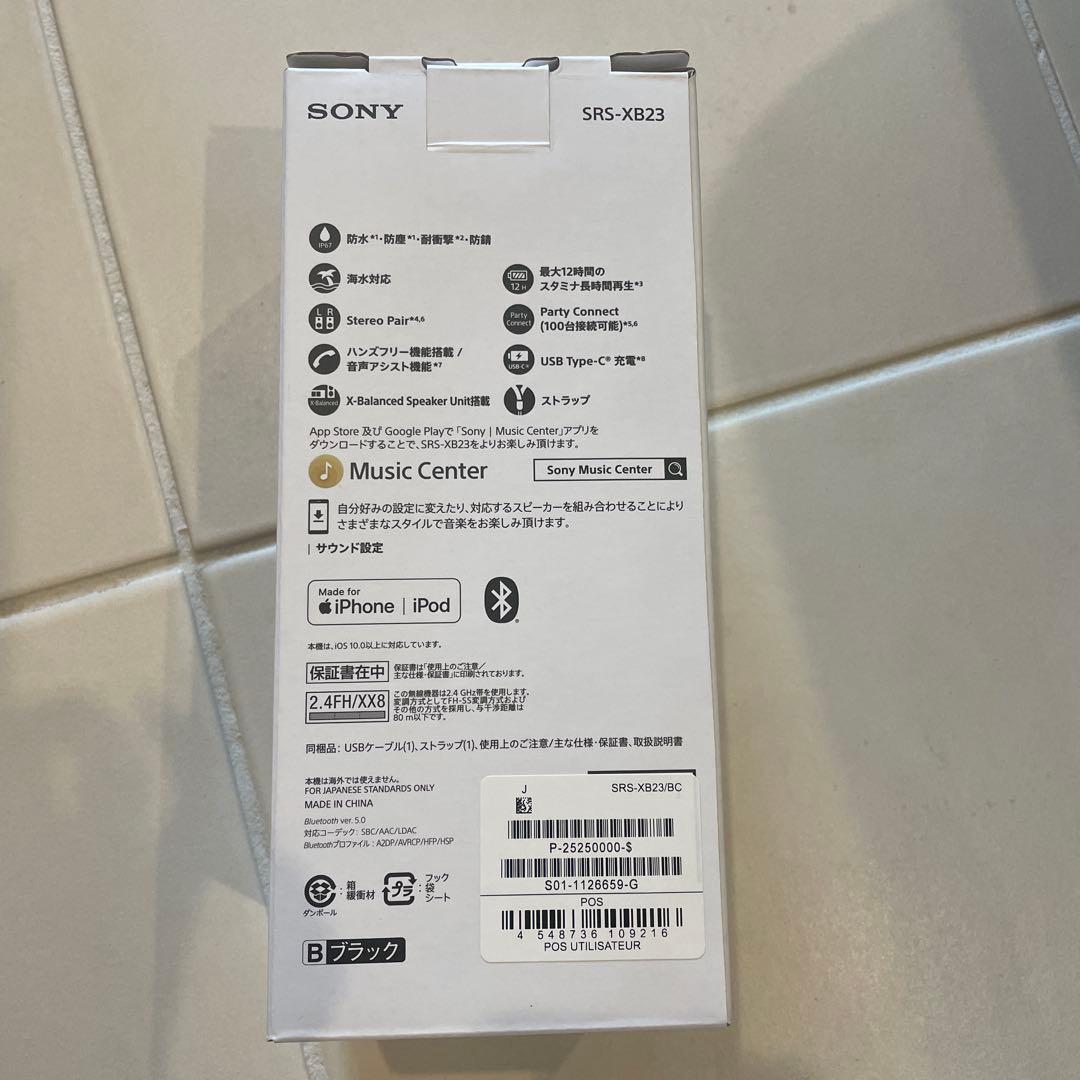 SONY
SRS-XB23
IP67
防水*1・防塵*1・耐衝撃*2・防錆
海水対応
12 H
最大12時間の
スタミナ長時間再生*3
L R
Stereo Pair*4,6
Party
Connect
Party Connect
(100台接続可能)*5,6
ハンズフリー機能搭載 /
音声アシスト機能*7
USB-C®
USB Type-C® 充電*8
X-Balanced
X-Balanced Speaker Unit搭載
ストラップ
App Store 及び Google Playで「Sony | Music Center」アプリを
ダウンロードすることで、SRS-XB23をよりお楽しみ頂けます。
Music Center
Sony Music Center
自分好みの設定に変えたり、対応するスピーカーを組み合わせることにより
さまざまなスタイルで音楽をお楽しみ頂けます。
| サウンド設定
Made for
iPhone | iPod
本機は、iOS 10.0以上に対応しています。
保証書在中
保証書は「使用上のご注意/
主な仕様・保証書」に印刷されております。
2.4FH/XX8
この無線機器は2.4 GHz帯を使用します。
変調方式としてFH-SS変調方式および
その他の方式を採用し、与干渉距離は
80 m以下です。
同梱品: USBケーブル(1)、ストラップ(1)、使用上のご注意/主な仕様・保証書、取扱説明書
本機は海外では使えません。
FOR JAPANESE STANDARDS ONLY
MADE IN CHINA
Bluetooth ver. 5.0
対応コーデック: SBC/AAC/LDAC
Bluetoothプロファイル: A2DP/AVRCP/HFP/HSP
ダンボール
: 箱
緩衝材
プラ
: フック
袋
シート
B ブラック
J
SRS-XB23/BC
P-25250000-$
S01-1126659-G
POS
4 548736 109216
POS UTILISATEUR